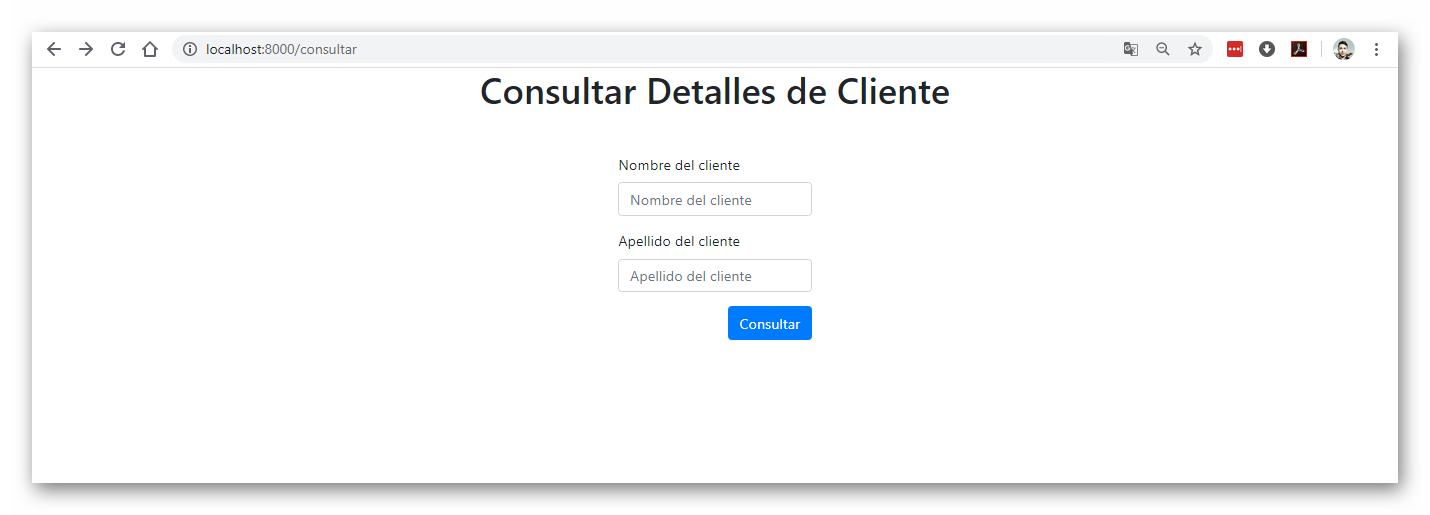 localhost:8000/consultar
Consultar Detalles de Cliente
Nombre del cliente
Nombre del cliente
Apellido del cliente
Apellido del cliente
Consultar